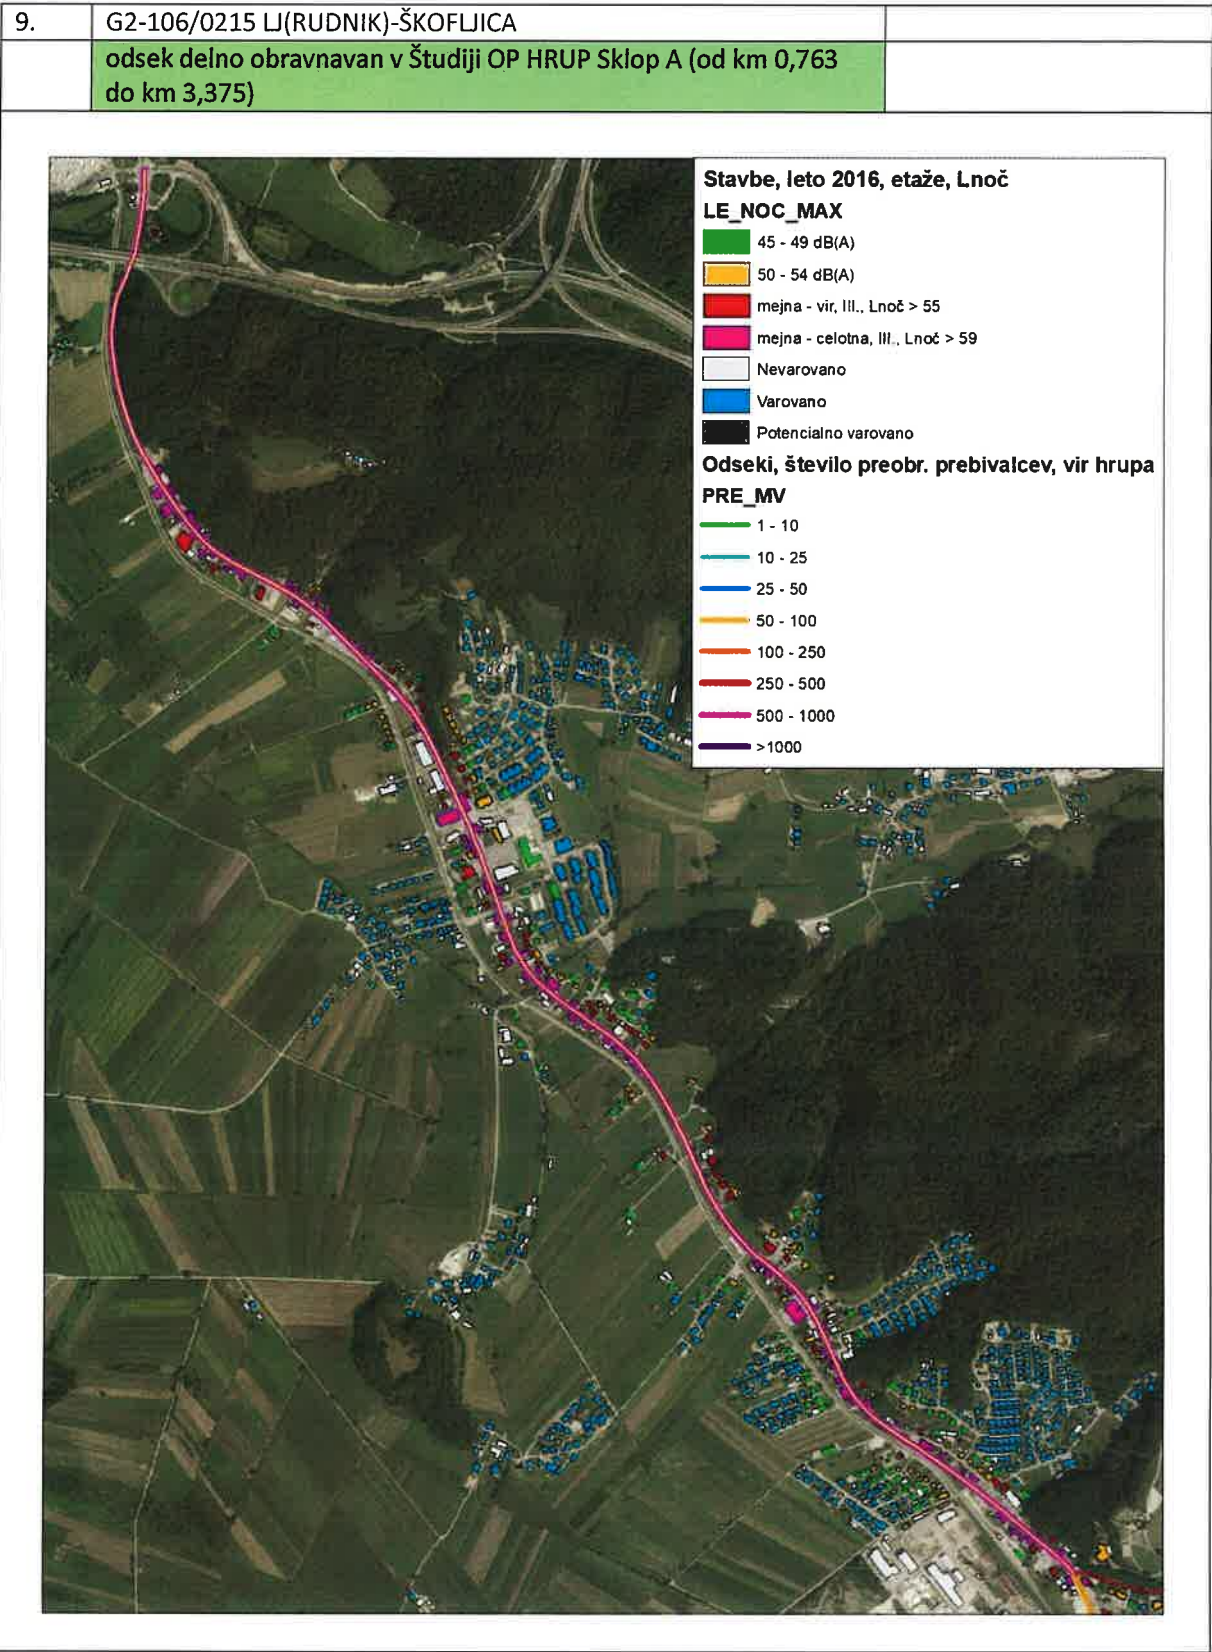 9. G2-106/0215 LJ(RUDNIK)-ŠKOFLJICA
odsek delno obravnavan v Študiji OP HRUP Sklop A (od km 0,763
do km 3,375)
Stavbe, leto 2016, etaže, Lnoč
LE_NOC_MAX
45 - 49 dB(A)
50 - 54 dB(A)
mejna - vir, III., Lnoč > 55
mejna - celotna, III., Lnoč > 59
Nevarovano
Varovano
Potencialno varovano
Odseki, število preobr. prebivalcev, vir hrupa
PRE_MV
1 - 10
10 - 25
25 - 50
50 - 100
100 - 250
250 - 500
500 - 1000
>1000